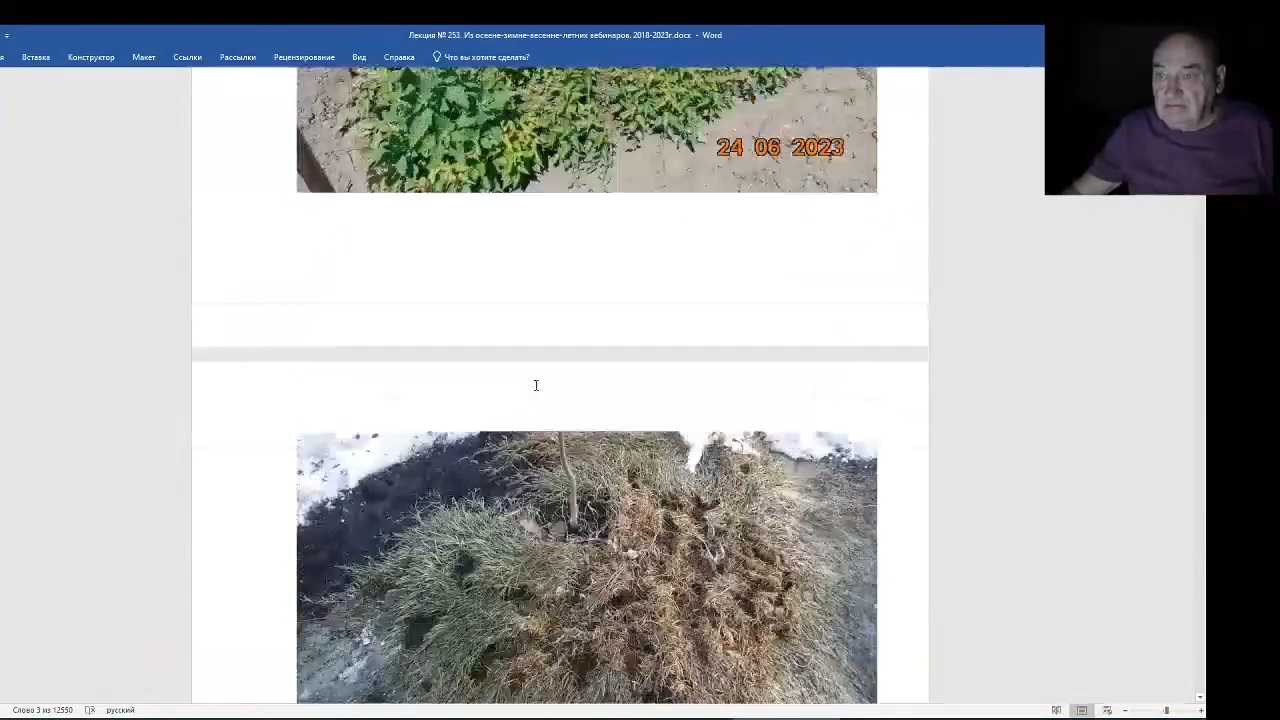 Лекция № 253. Из осеене-зимне-весенне-летних вебинаров. 2018-2023г.docx - Word
я Вставка Конструктор Макет Ссылки Рассылки Рецензирование Вид Справка Что вы хотите сделать?
24 06 2023
Слово 3 из 12550 русский